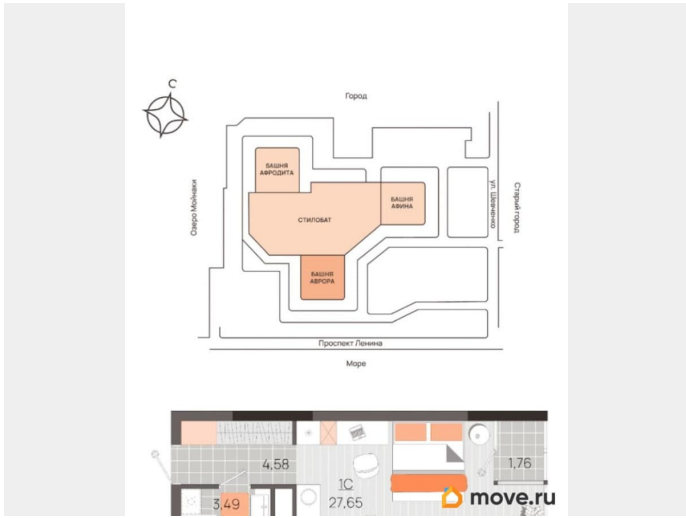 С
Город
БАШНЯ
АФРОДИТА
Озеро Мойнаки
БАШНЯ
АФИНА
ул. Шевченко
Старый город
СТИЛОБАТ
БАШНЯ
АВРОРА
Проспект Ленина
Море
4,58
1,76
1С
27,65
3,49
move.ru